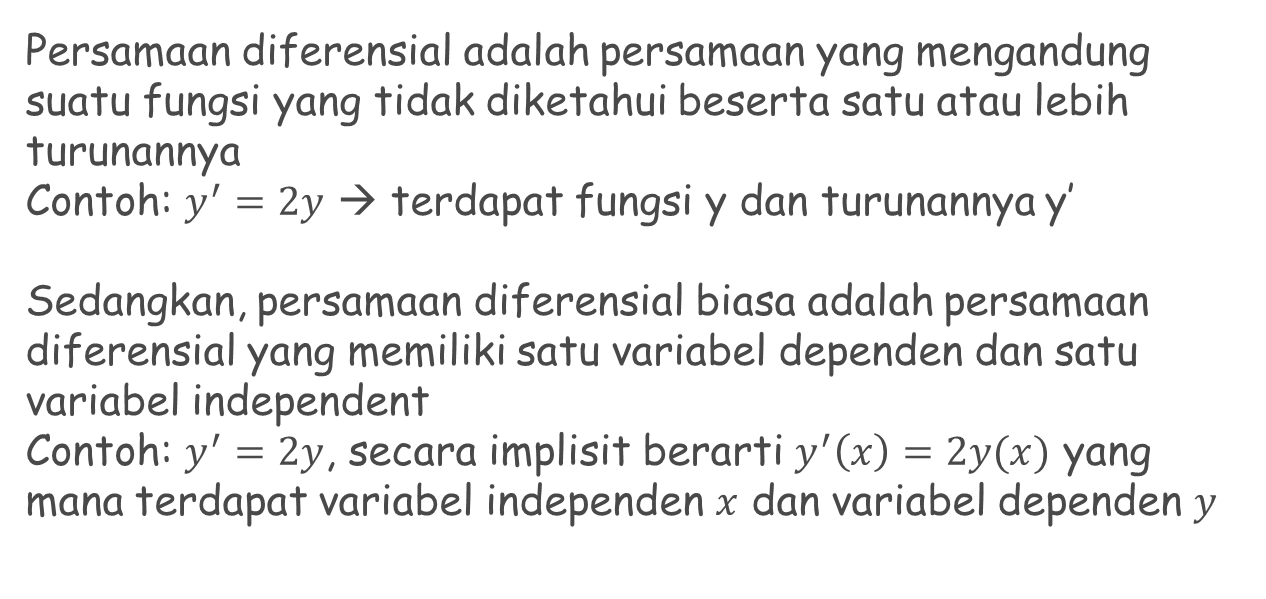 Persamaan diferensial adalah persamaan yang mengandung
suatu fungsi yang tidak diketahui beserta satu atau lebih
turunannya
Contoh: y′ = 2y → terdapat fungsi y dan turunannya y′
Sedangkan, persamaan diferensial biasa adalah persamaan
diferensial yang memiliki satu variabel dependen dan satu
variabel independent
Contoh: y′ = 2y, secara implisit berarti y′(x) = 2y(x) yang
mana terdapat variabel independen x dan variabel dependen y